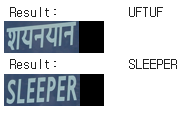 Result: UFTUF
शयनयान
Result: SLEEPER
SLEEPER